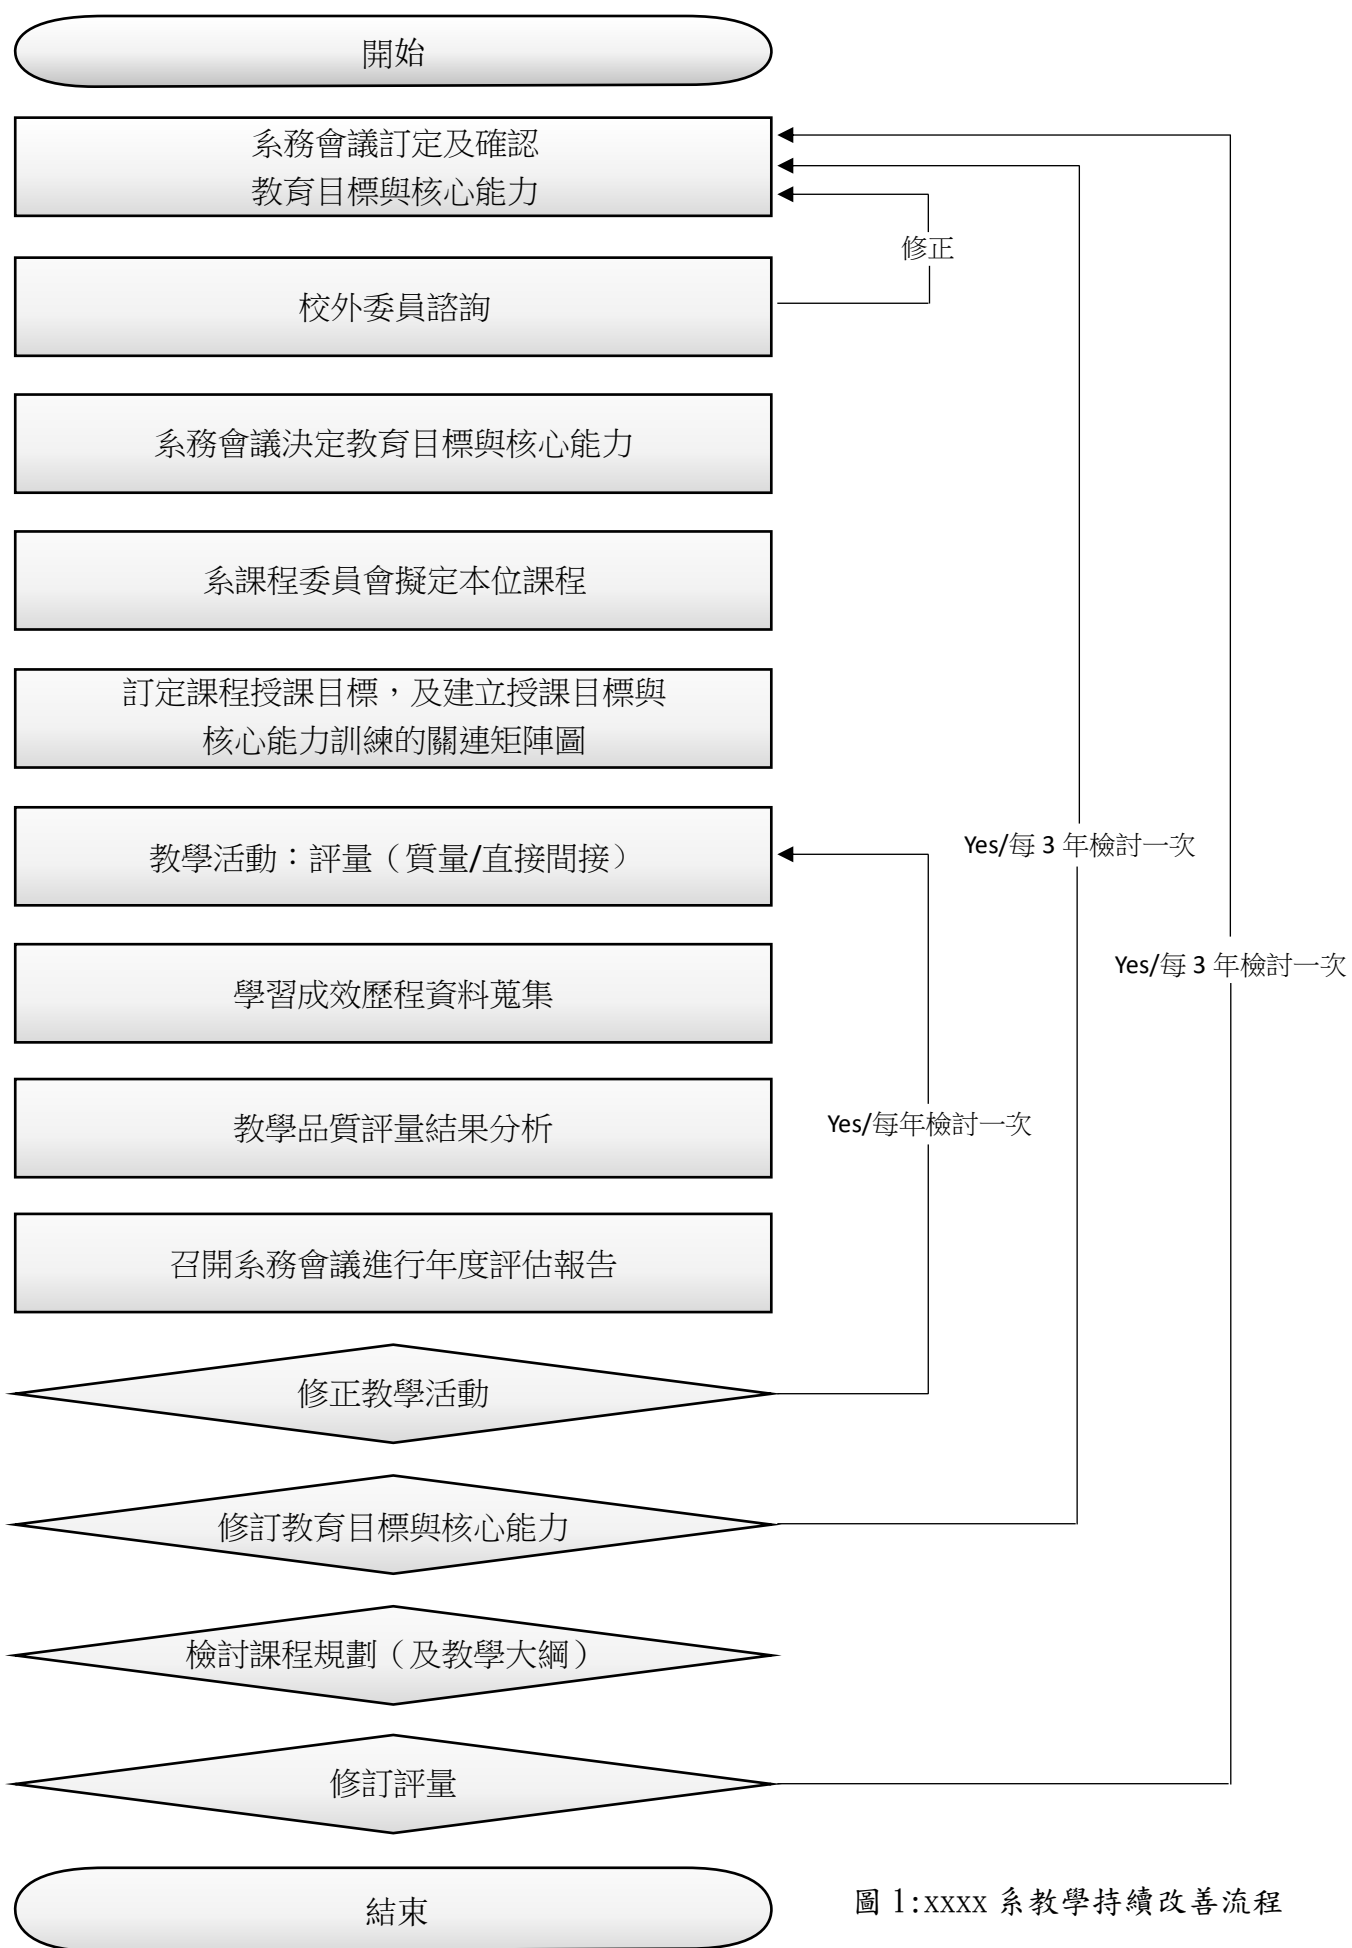 開始
系務會議訂定及確認
教育目標與核心能力
修正
校外委員諮詢
系務會議決定教育目標與核心能力
系課程委員會擬定本位課程
訂定課程授課目標，及建立授課目標與
核心能力訓練的關連矩陣圖
教學活動：評量（質量/直接間接）
Yes/每 3 年檢討一次
Yes/每 3 年檢討一次
學習成效歷程資料蒐集
教學品質評量結果分析
Yes/每年檢討一次
召開系務會議進行年度評估報告
修正教學活動
修訂教育目標與核心能力
檢討課程規劃（及教學大綱）
修訂評量
結束
圖 1:xxxx 系教學持續改善流程